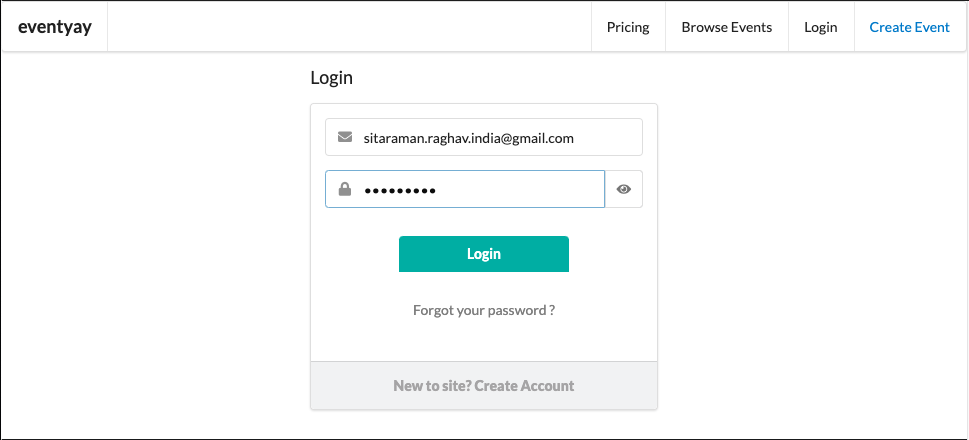 eventyay Pricing Browse Events Login Create Event
Login
sitaraman.raghav.india@gmail.com
•••••••••
Login
Forgot your password ?
New to site? Create Account